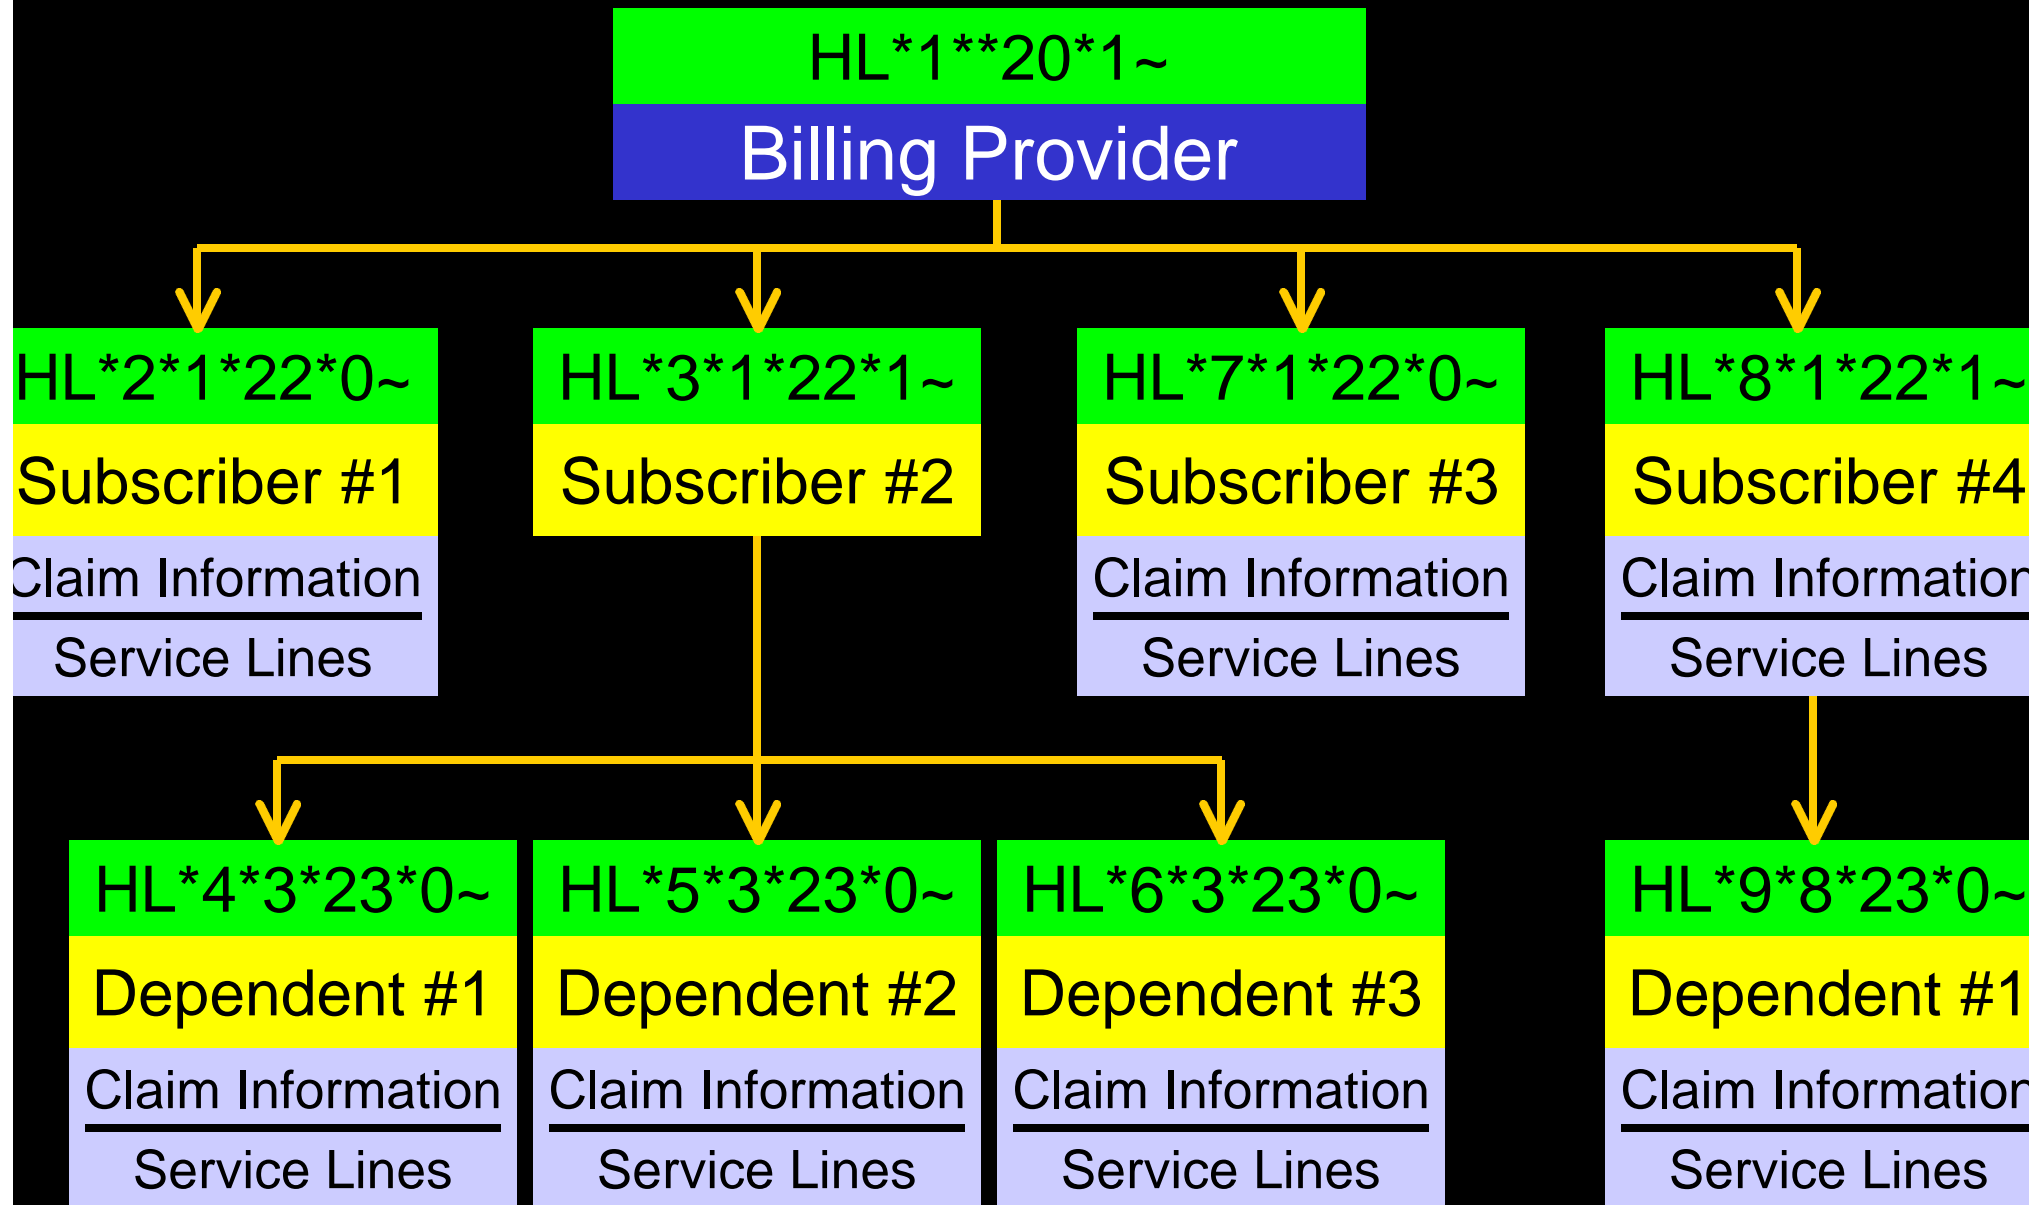 HL*1**20*1~
Billing Provider
HL*2*1*22*0~
Subscriber #1
Claim Information
Service Lines
HL*3*1*22*1~
Subscriber #2
HL*7*1*22*0~
Subscriber #3
Claim Information
Service Lines
HL*8*1*22*1~
Subscriber #4
Claim Information
Service Lines
HL*4*3*23*0~
Dependent #1
Claim Information
Service Lines
HL*5*3*23*0~
Dependent #2
Claim Information
Service Lines
HL*6*3*23*0~
Dependent #3
Claim Information
Service Lines
HL*9*8*23*0~
Dependent #1
Claim Information
Service Lines